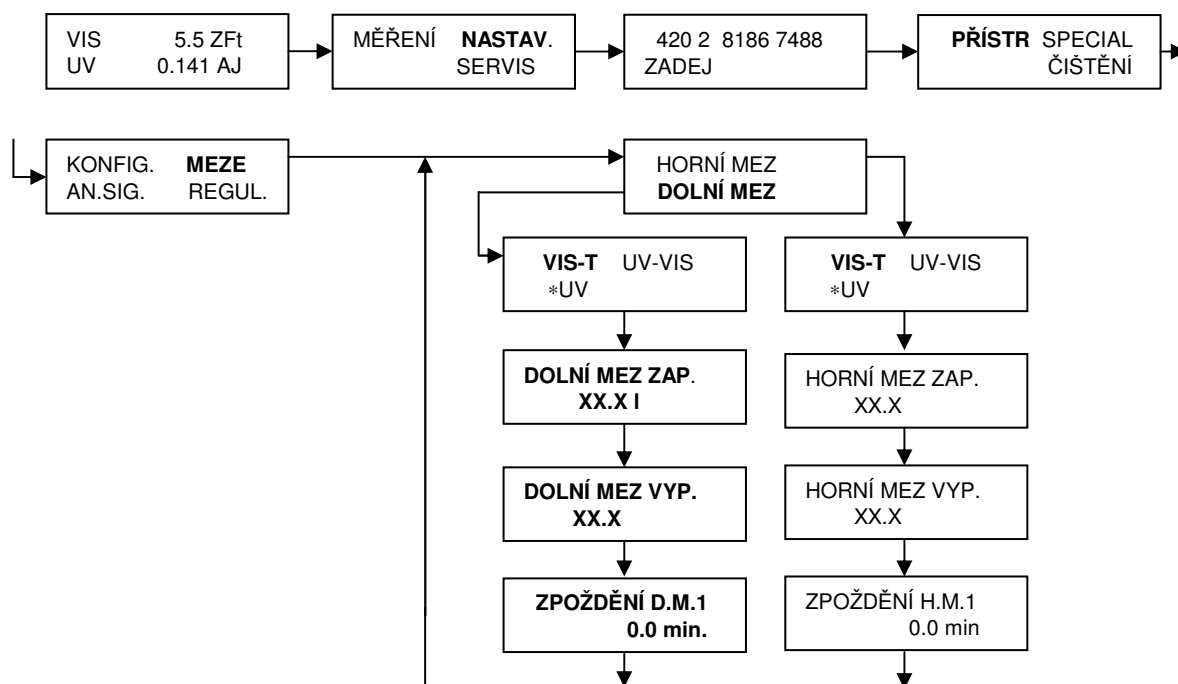 VIS 5.5 ZFt
UV 0.141 AJ
MĚŘENÍ NASTAV.
SERVIS
420 2 8186 7488
ZADEJ
PŘÍSTR SPECIAL
ČIŠTĚNÍ
KONFIG. MEZE
AN.SIG. REGUL.
HORNÍ MEZ
DOLNÍ MEZ
VIS-T UV-VIS
*UV
VIS-T UV-VIS
*UV
DOLNÍ MEZ ZAP.
XX.X I
HORNÍ MEZ ZAP.
XX.X
DOLNÍ MEZ VYP.
XX.X
HORNÍ MEZ VYP.
XX.X
ZPOŽDĚNÍ D.M.1
0.0 min.
ZPOŽDĚNÍ H.M.1
0.0 min